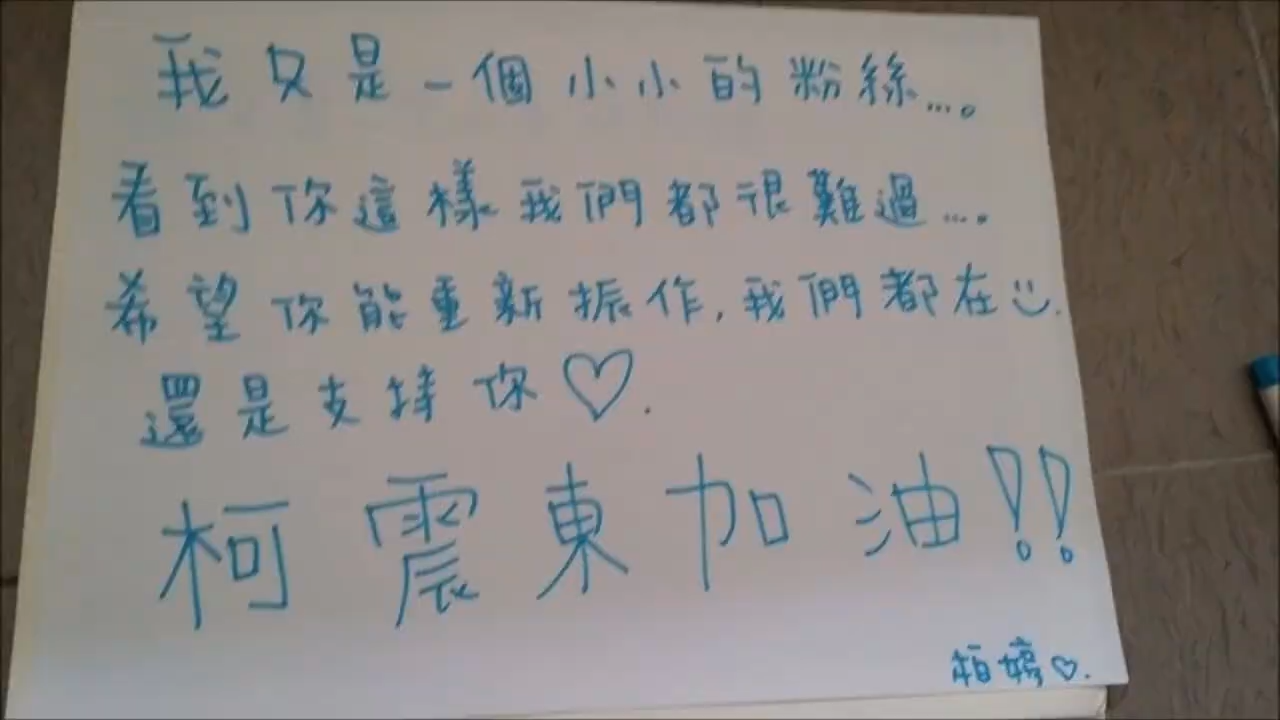 我只是一個小小的粉絲...。
看到你這樣我們都很難過...。
希望你能重新振作,我們都在:).
還是支持你♡.
柯震東加油!!
柏婷♡.